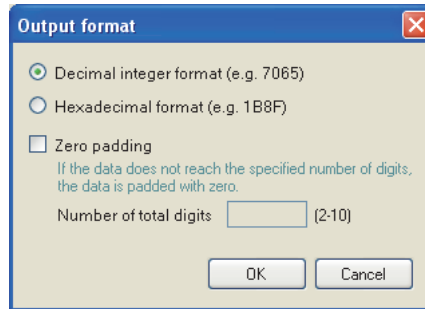 Output format
Decimal integer format (e.g. 7065)
Hexadecimal format (e.g. 1B8F)
Zero padding
If the data does not reach the specified number of digits,
the data is padded with zero.
Number of total digits (2-10)
OK Cancel